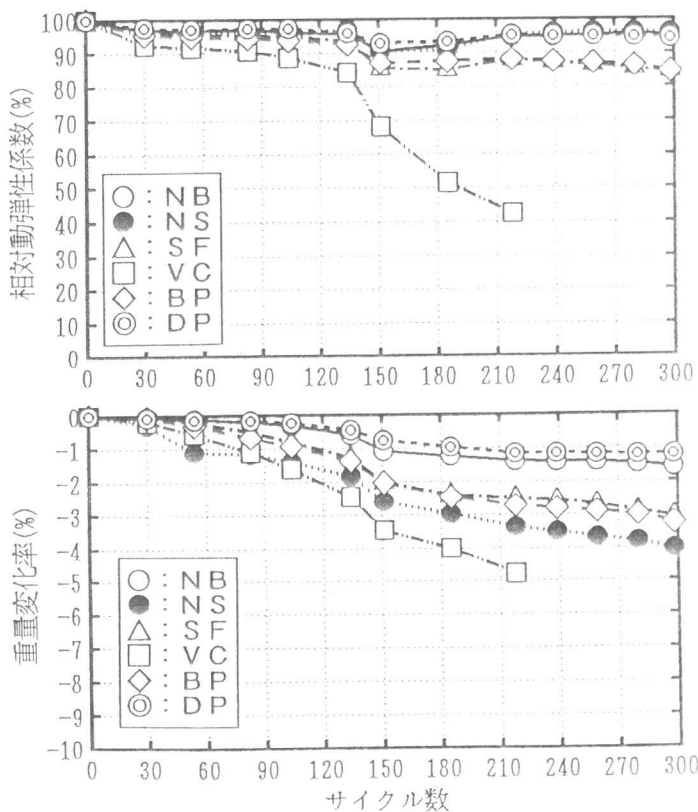 相対動弾性係数(%)
100
90
80
70
60
50
40
30
20
10
0
○ : NB
● : NS
△ : SF
□ : VC
◇ : BP
◎ : DP
0 30 60 90 120 150 180 210 240 270 300
重量変化率(%)
0
-1
-2
-3
-4
-5
-6
-7
-8
-9
-10
○ : NB
● : NS
△ : SF
□ : VC
◇ : BP
◎ : DP
0 30 60 90 120 150 180 210 240 270 300
サイクル数